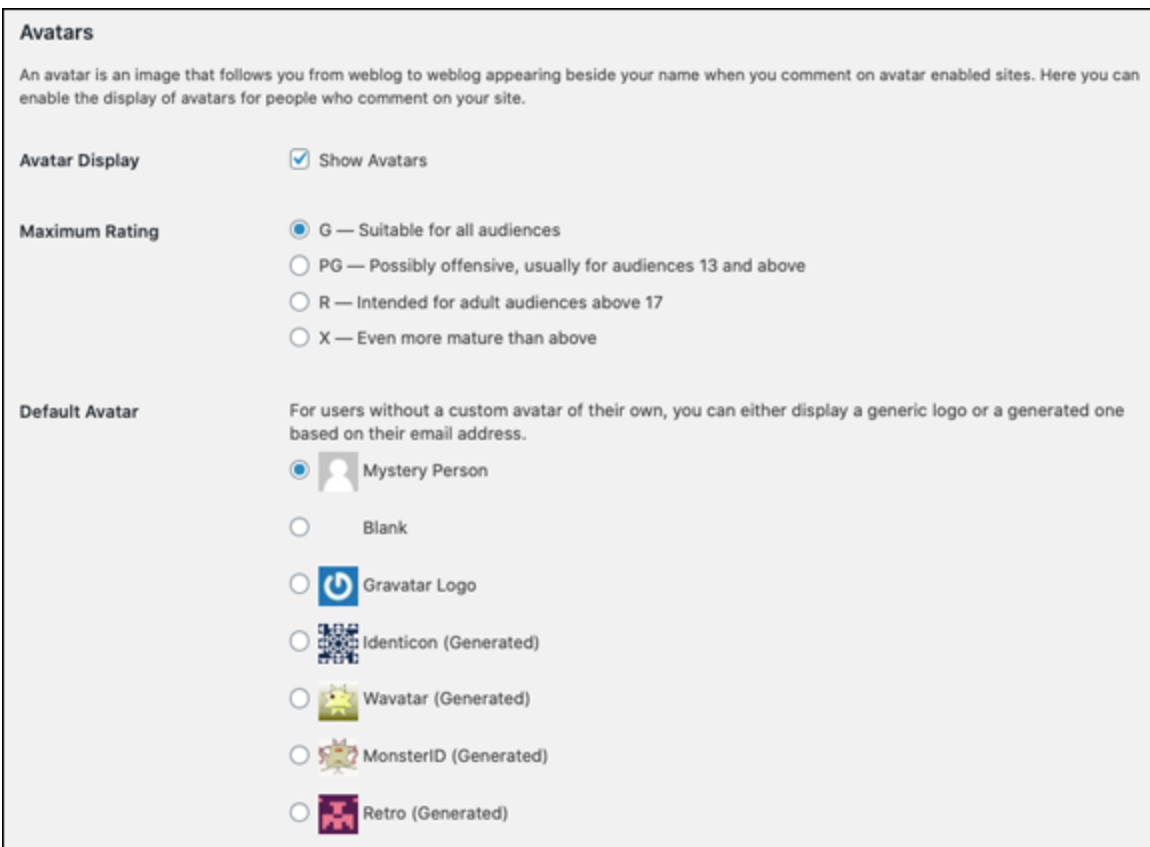 Avatars
An avatar is an image that follows you from weblog to weblog appearing beside your name when you comment on avatar enabled sites. Here you can
enable the display of avatars for people who comment on your site.
Avatar Display
Show Avatars
Maximum Rating
G — Suitable for all audiences
PG — Possibly offensive, usually for audiences 13 and above
R — Intended for adult audiences above 17
X — Even more mature than above
Default Avatar
For users without a custom avatar of their own, you can either display a generic logo or a generated one
based on their email address.
Mystery Person
Blank
Gravatar Logo
Identicon (Generated)
Wavatar (Generated)
MonsterID (Generated)
Retro (Generated)